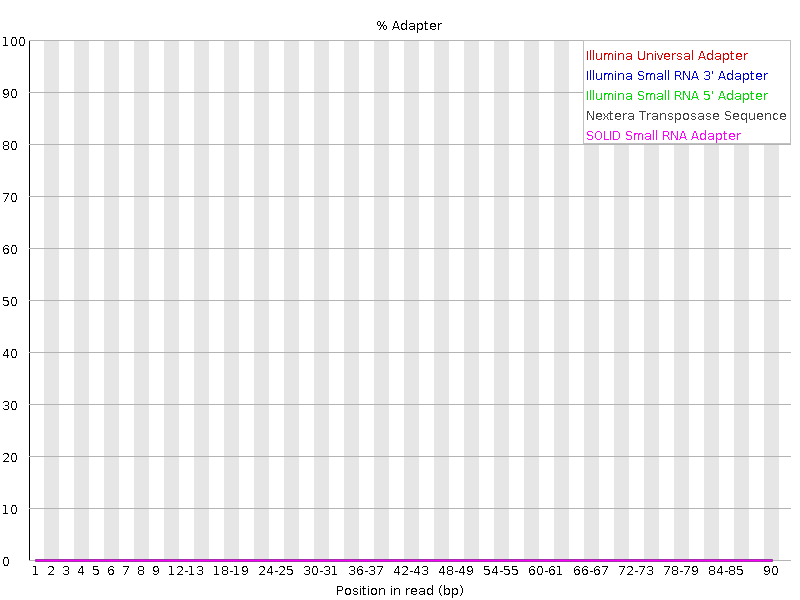 % Adapter
100
90
80
70
60
50
40
30
20
10
0
Illumina Universal Adapter
Illumina Small RNA 3' Adapter
Illumina Small RNA 5' Adapter
Nextera Transposase Sequence
SOLID Small RNA Adapter
1 2 3 4 5 6 7 8 9 12-13 18-19 24-25 30-31 36-37 42-43 48-49 54-55 60-61 66-67 72-73 78-79 84-85 90
Position in read (bp)